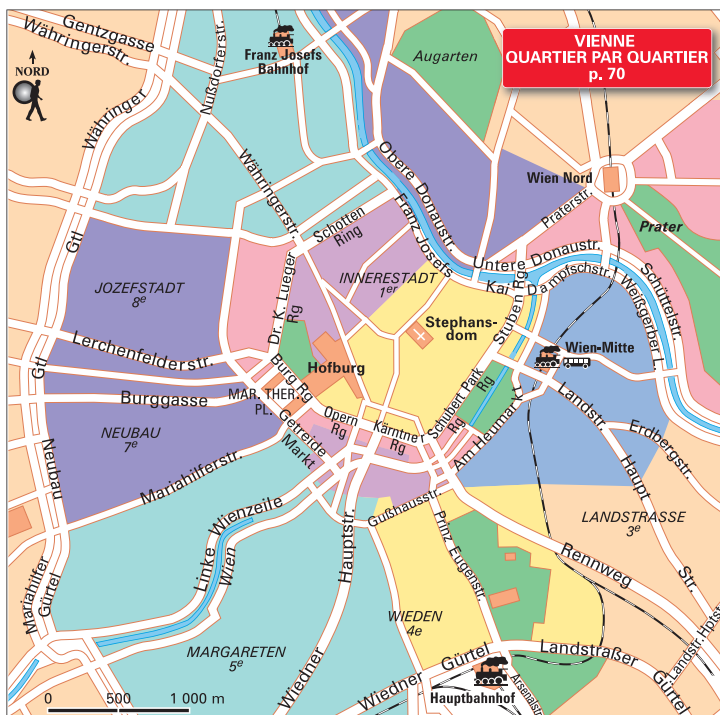 VIENNE
QUARTIER PAR QUARTIER
p. 70
Gentzgasse
Währingerstr.
Nußdorferstr.
Franz Josefs
Bahnhof
Augarten
NORD
Währinger
Gtl
Währingerstr.
Obere Donaustr.
Franz Josefs
Kai
Wien Nord
Praterstr.
Prater
Schotten
Ring
INNERESTADT
1er
Untere Donaustr.
Dampfschstr.
Schüttelstr.
Weißgerber L.
JOZEFSTADT
8e
Dr. K. Lueger
Rg
Stephans-
dom
Stuben Rg
Wien-Mitte
Lerchenfelderstr.
Gtl
Hofburg
Burg Rg
MAR. THER.
PL.
Burggasse
Opern
Rg
Kärntner
Rg
Schubert
Rg
Park
Rg
Am Heumarkt
Landstr.
Haupt
Str.
Erdbergstr.
NEUBAU
7e
Getreide
Markt
Neubau
Mariahilferstr.
Gußhausstr.
LANDSTRASSE
3e
Linke Wienzeile
Wien
Hauptstr.
Prinz Eugenstr.
Rennweg
Mariahilfer
Gürtel
WIEDEN
4e
MARGARETEN
5e
Wiedner
Wiedner Gürtel
Landstraßer
Gürtel
Landstr. Hptst
Hauptbahnhof
0 500 1 000 m